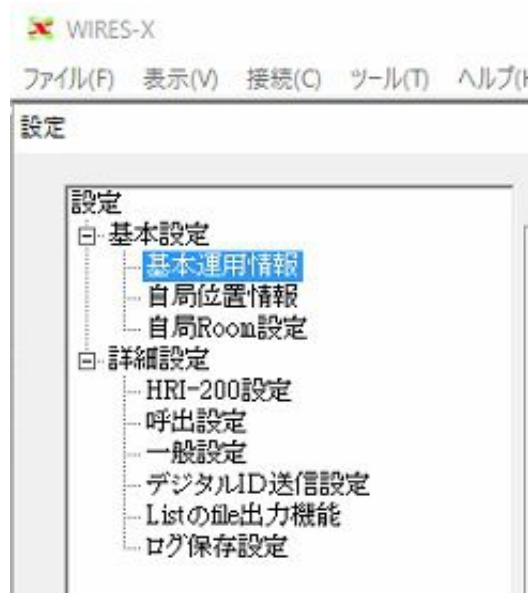 WIRES-X
ファイル(F) 表示(V) 接続(C) ツール(T) ヘルプ(H
設定
設定
基本設定
基本運用情報
自局位置情報
自局Room設定
詳細設定
HRI-200設定
呼出設定
一般設定
デジタルID送信設定
Listのfile出力機能
ログ保存設定